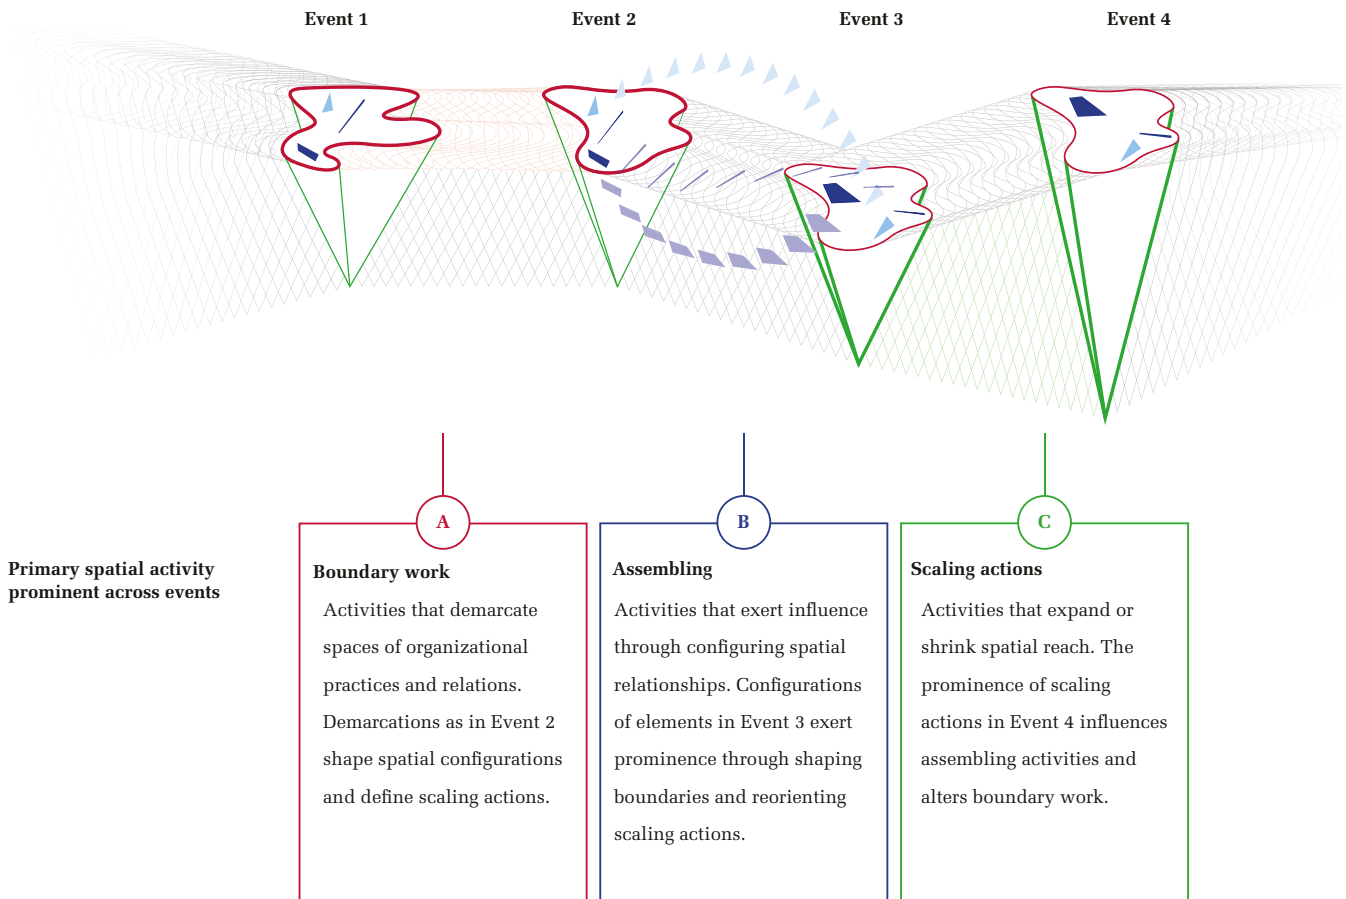 Event 1
Event 2
Event 3
Event 4
A
B
C
Primary spatial activity
prominent across events
Boundary work
Activities that demarcate
spaces of organizational
practices and relations.
Demarcations as in Event 2
shape spatial configurations
and define scaling actions.
Assembling
Activities that exert influence
through configuring spatial
relationships. Configurations
of elements in Event 3 exert
prominence through shaping
boundaries and reorienting
scaling actions.
Scaling actions
Activities that expand or
shrink spatial reach. The
prominence of scaling
actions in Event 4 influences
assembling activities and
alters boundary work.